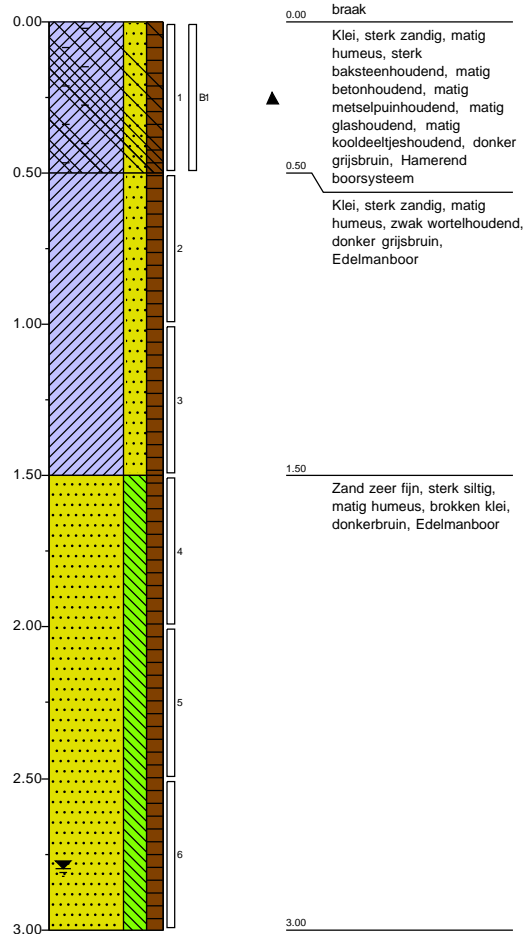 braak
0.00
0.00
Klei, sterk zandig, matig
humeus, sterk
baksteenhoudend, matig
betonhoudend, matig
metselpuinhoudend, matig
glashoudend, matig
kooldeeltjeshoudend, donker
grijsbruin, Hamerend
boorsysteem
1
B1
0.50
0.50
Klei, sterk zandig, matig
humeus, zwak wortelhoudend,
donker grijsbruin,
Edelmanboor
2
1.00
3
1.50
1.50
Zand zeer fijn, sterk siltig,
matig humeus, brokken klei,
donkerbruin, Edelmanboor
4
2.00
5
2.50
6
3.00
3.00